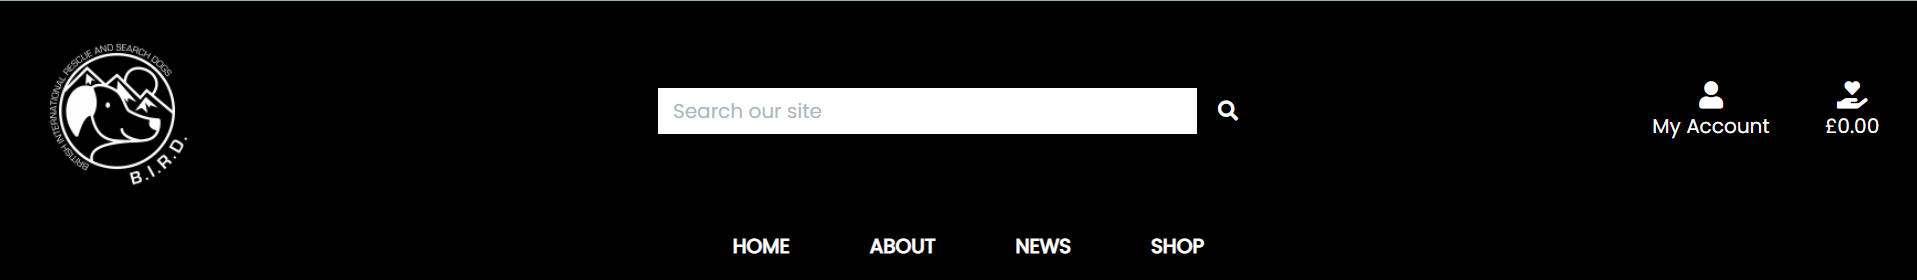 BRITISH INTERNATIONAL RESCUE AND SEARCH DOGS
B.I.R.D.
Search our site
My Account
£0.00
HOME
ABOUT
NEWS
SHOP